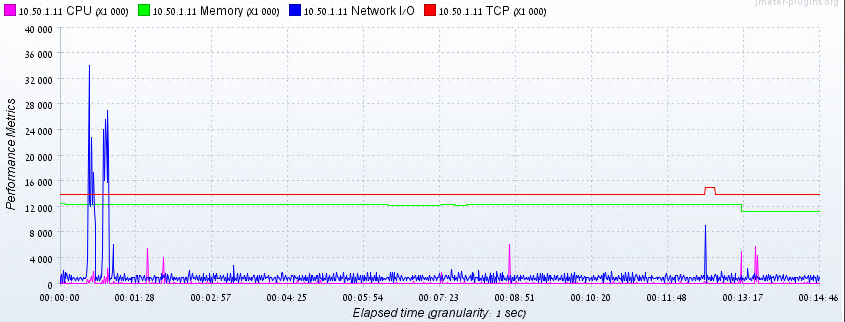 jmeter-plugins.org
10.50.1.11 CPU (X1 000) 10.50.1.11 Memory (X1 000) 10.50.1.11 Network I/O 10.50.1.11 TCP (X1 000)
40 000
36 000
32 000
28 000
24 000
20 000
16 000
12 000
8 000
4 000
0
Performance Metrics
00:00:00 00:01:28 00:02:57 00:04:25 00:05:54 00:07:23 00:08:51 00:10:20 00:11:48 00:13:17 00:14:46
Elapsed time (granularity: 1 sec)